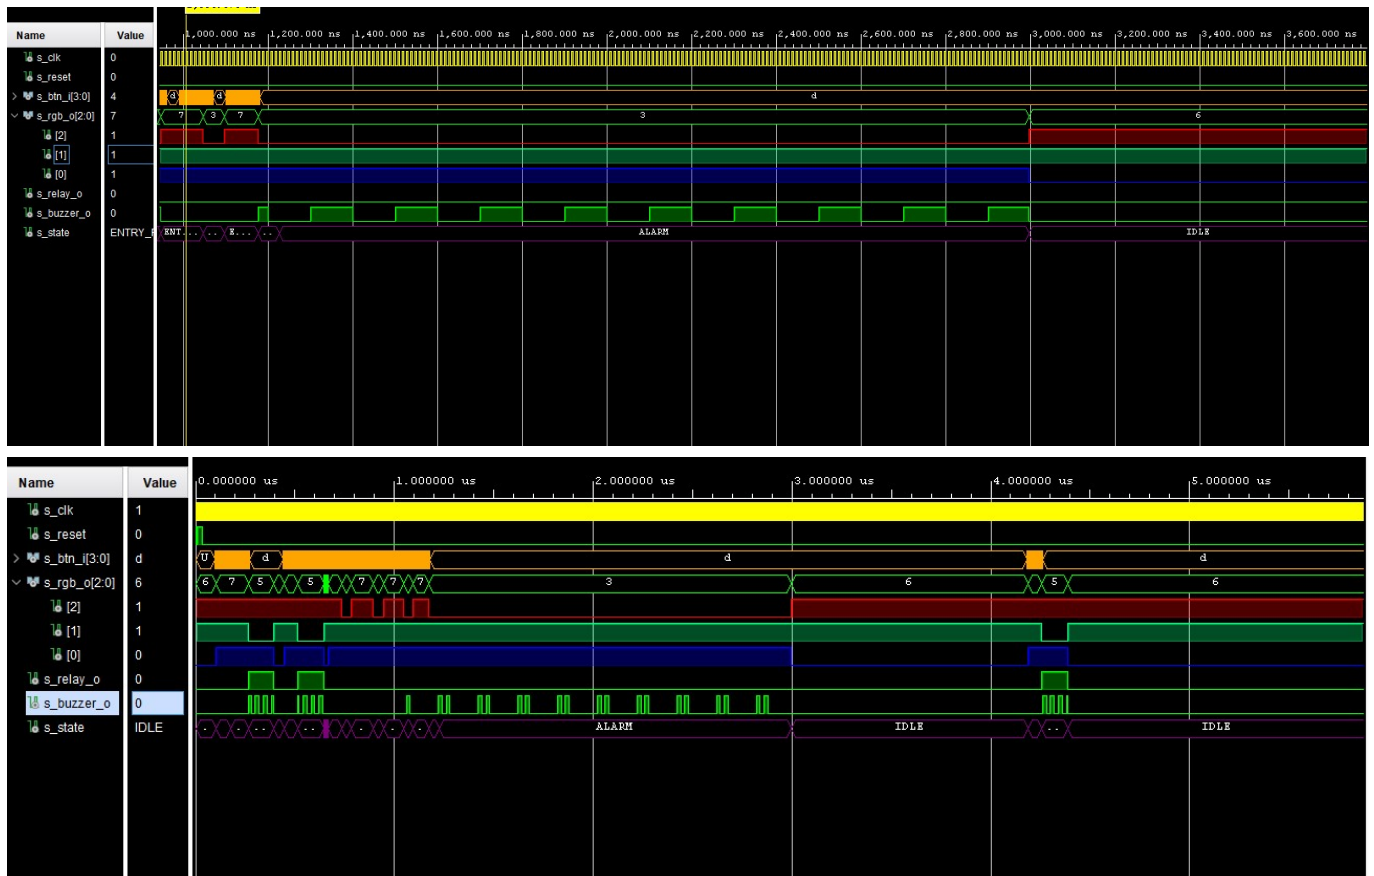 Name Value 1,000.000 ns 1,200.000 ns 1,400.000 ns 1,600.000 ns 1,800.000 ns 2,000.000 ns 2,200.000 ns 2,400.000 ns 2,600.000 ns 2,800.000 ns 3,000.000 ns 3,200.000 ns 3,400.000 ns 3,600.000 ns
s_clk 0
s_reset 0
s_btn_i[3:0] 4 d d d
s_rgb_o[2:0] 7 7 3 7 3 6
[2] 1
[1] 1
[0] 1
s_relay_o 0
s_buzzer_o 0
s_state ENTRY_F ENT... .. E... .. ALARM IDLE
Name Value 0.000000 us 1.000000 us 2.000000 us 3.000000 us 4.000000 us 5.000000 us
s_clk 1
s_reset 0
s_btn_i[3:0] d U d d d
s_rgb_o[2:0] 6 6 7 5 5 7 7 7 3 6 5 6
[2] 1
[1] 1
[0] 0
s_relay_o 0
s_buzzer_o 0
s_state IDLE . . .. .. . . . ALARM IDLE .. IDLE